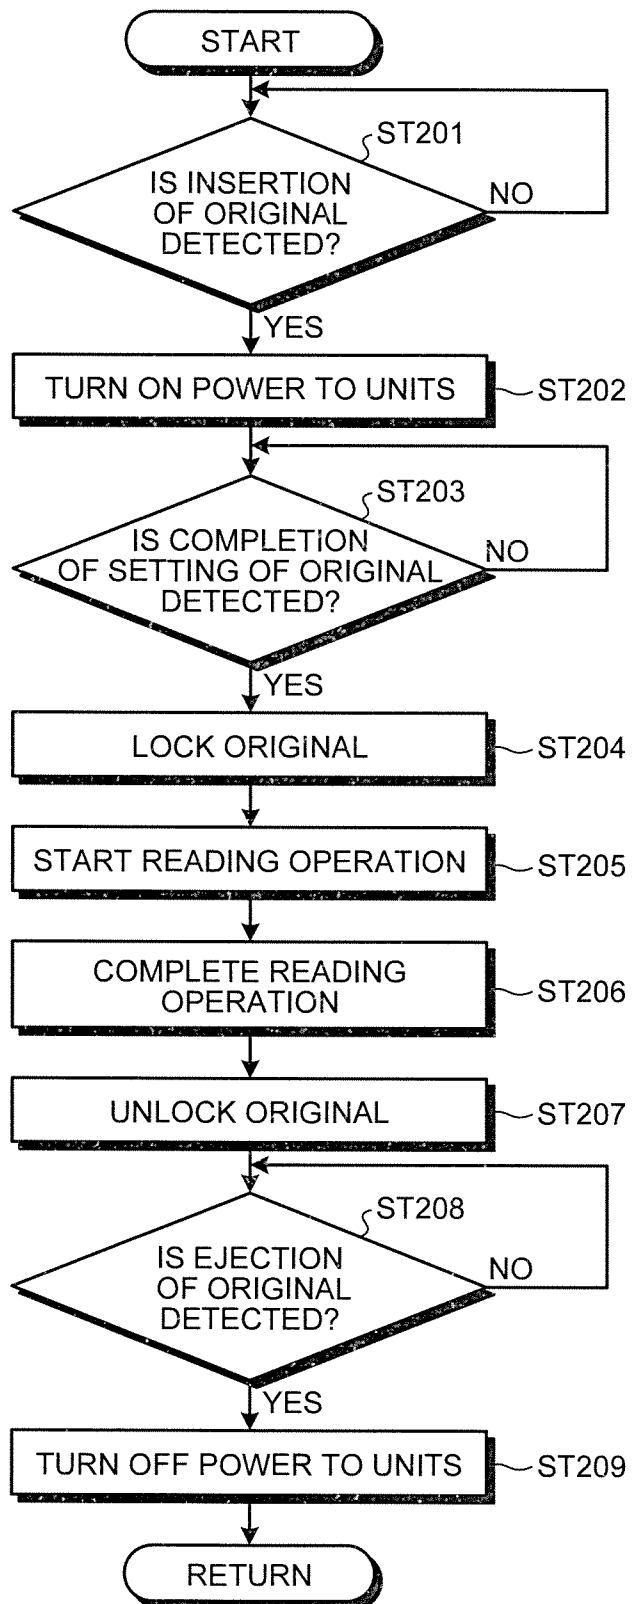 START
ST201
IS INSERTION
OF ORIGINAL
DETECTED?
NO
YES
TURN ON POWER TO UNITS
ST202
ST203
IS COMPLETION
OF SETTING OF ORIGINAL
DETECTED?
NO
YES
LOCK ORIGINAL
ST204
START READING OPERATION
ST205
COMPLETE READING
OPERATION
ST206
UNLOCK ORIGINAL
ST207
ST208
IS EJECTION
OF ORIGINAL
DETECTED?
NO
YES
TURN OFF POWER TO UNITS
ST209
RETURN